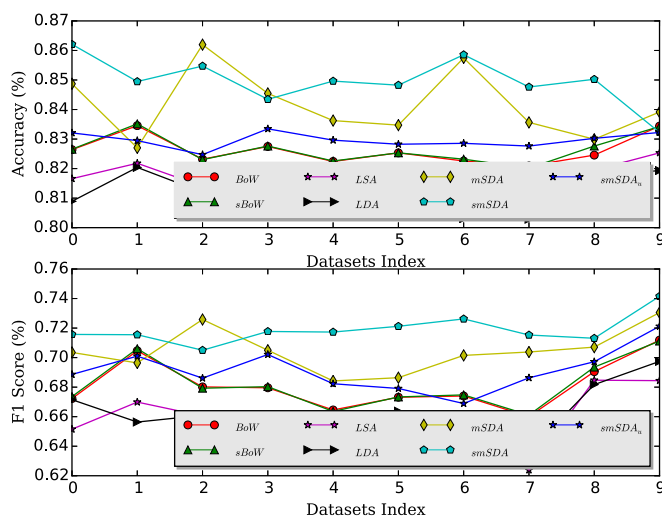 0.87
0.86
0.85
0.84
0.83
0.82
0.81
0.80
Accuracy (%)
BoW LSA mSDA smSDAn
sBoW LDA smSDA
0 1 2 3 4 5 6 7 8 9
Datasets Index
0.76
0.74
0.72
0.70
0.68
0.66
0.64
0.62
F1 Score (%)
BoW LSA mSDA smSDAn
sBoW LDA smSDA
0 1 2 3 4 5 6 7 8 9
Datasets Index